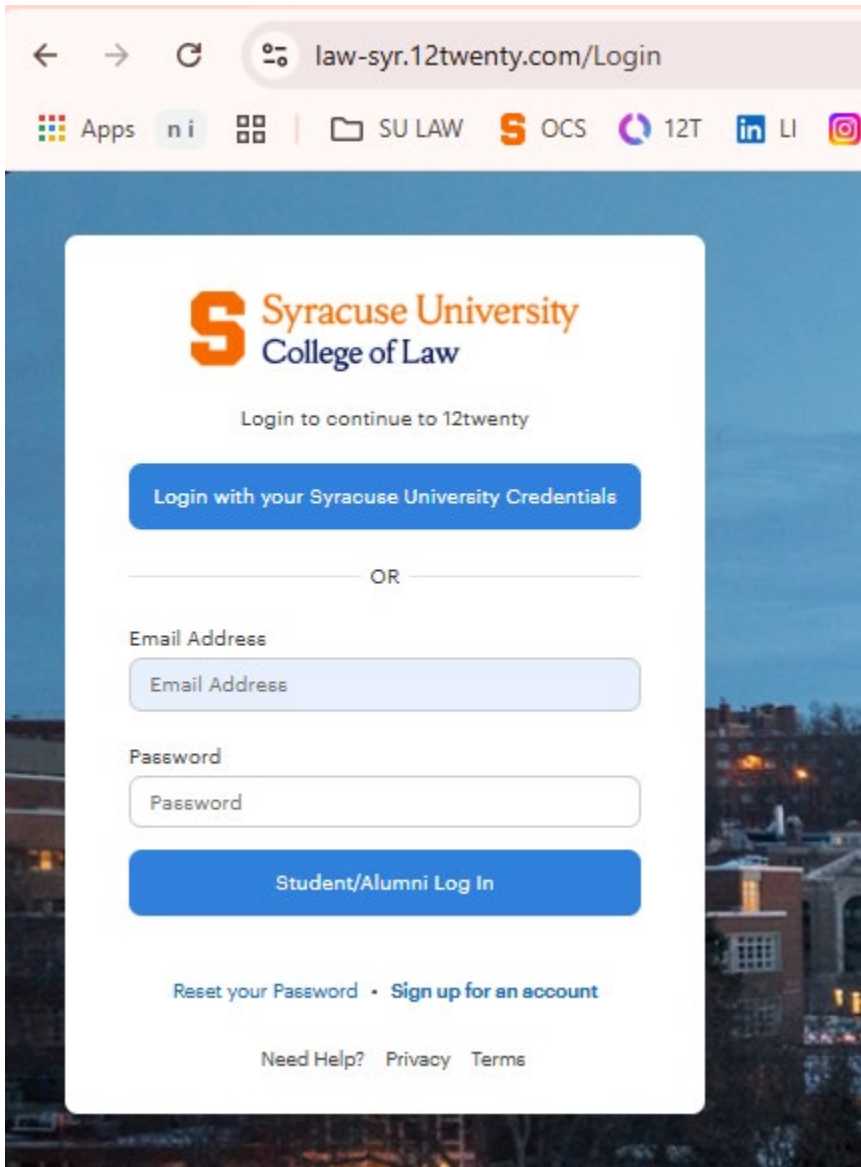 law-syr.12twenty.com/Login
Apps n i SU LAW S OCS 12T in LI
S Syracuse University
College of Law
Login to continue to 12twenty
Login with your Syracuse University Credentials
OR
Email Address
Email Address
Password
Password
Student/Alumni Log In
Reset your Password • Sign up for an account
Need Help? Privacy Terms